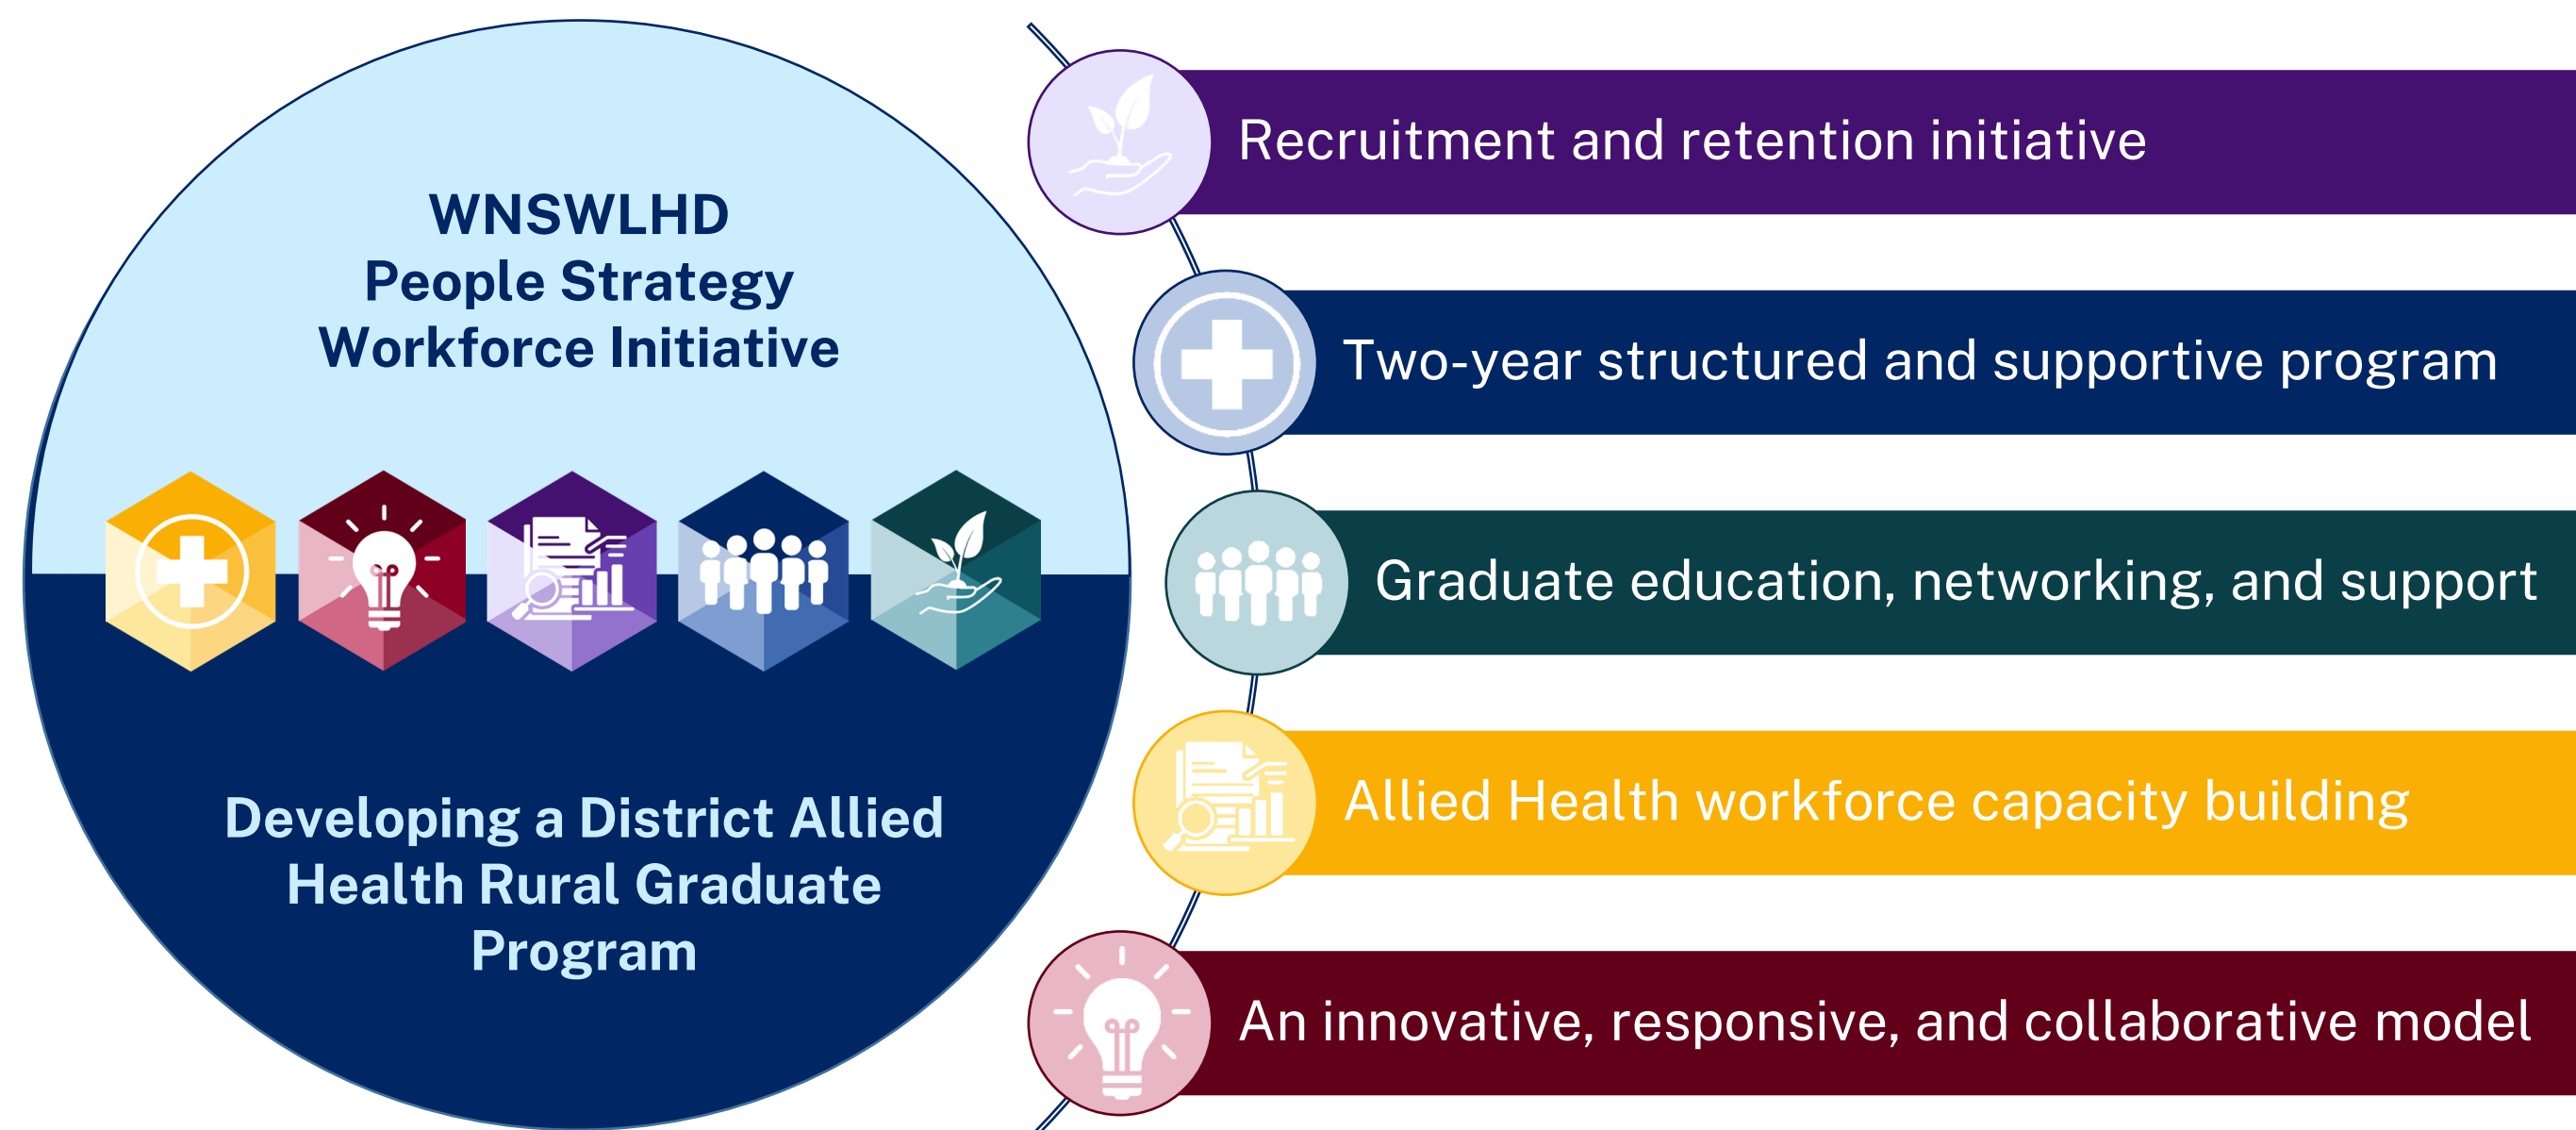 WNSWLHD
People Strategy
Workforce Initiative
Developing a District Allied
Health Rural Graduate
Program
Recruitment and retention initiative
Two-year structured and supportive program
Graduate education, networking, and support
Allied Health workforce capacity building
An innovative, responsive, and collaborative model